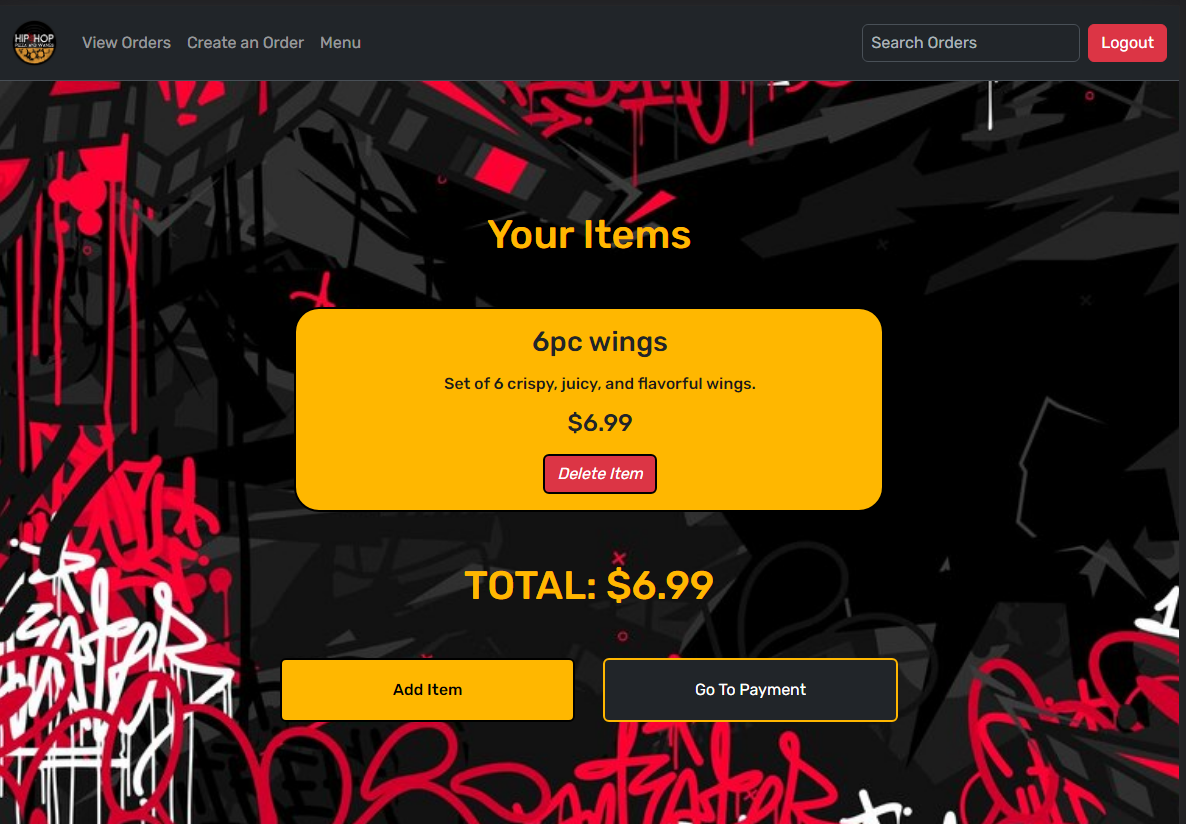 HIP HOP
PIZZA AND WINGS
View Orders
Create an Order
Menu
Search Orders
Logout
Your Items
6pc wings
Set of 6 crispy, juicy, and flavorful wings.
$6.99
Delete Item
TOTAL: $6.99
Add Item
Go To Payment